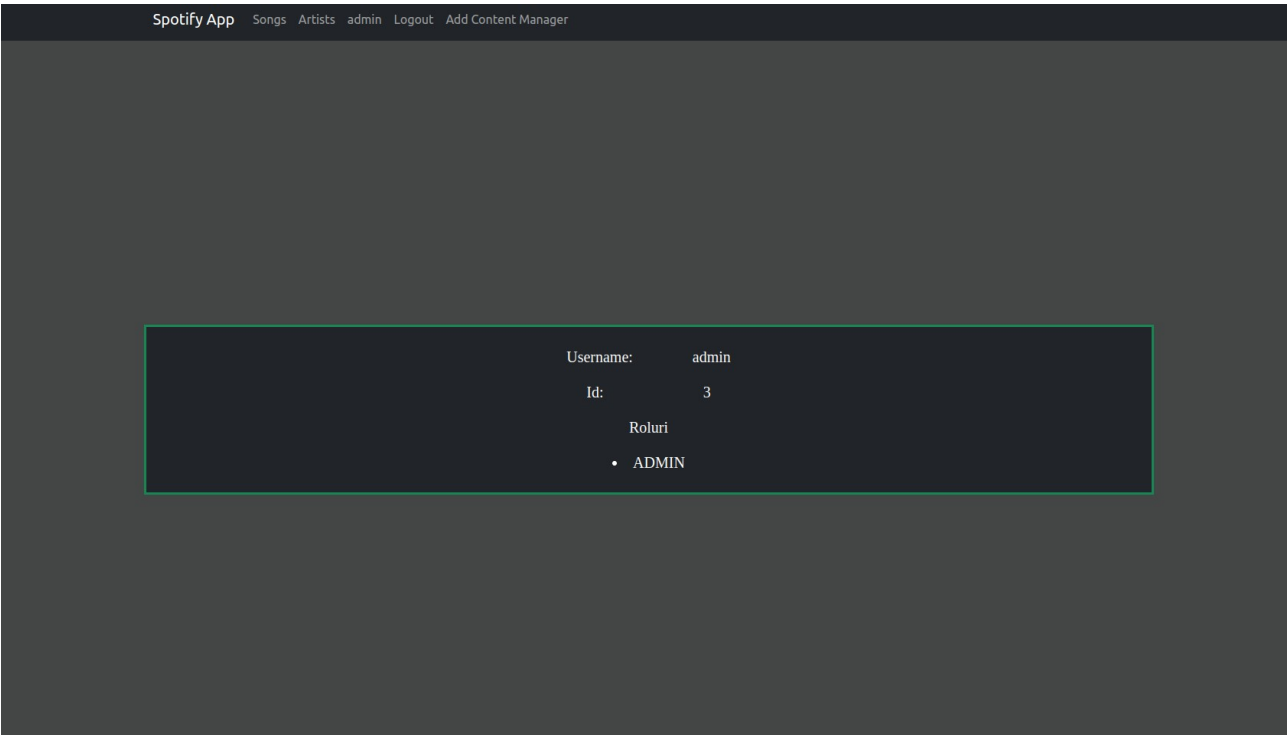 Spotify App Songs Artists admin Logout Add Content Manager
Username: admin
Id: 3
Roluri
• ADMIN